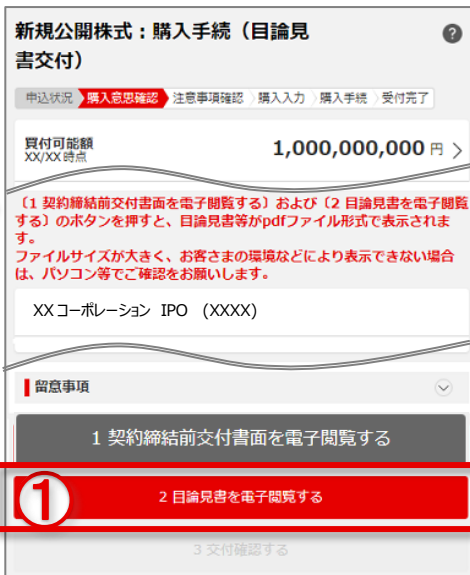 新規公開株式：購入手続（目論見
書交付）
?
申込状況 購入意思確認 注意事項確認 購入入力 購入手続 受付完了
買付可能額
XX/XX 時点
1,000,000,000 円
〔1 契約締結前交付書面を電子閲覧する〕および〔2 目論見書を電子閲覧
する〕のボタンを押すと、目論見書等がpdfファイル形式で表示されま
す。
ファイルサイズが大きく、お客さまの環境などにより表示できない場合
は、パソコン等でご確認をお願いします。
XXコーポレーション IPO (XXXX)
留意事項
1 契約締結前交付書面を電子閲覧する
①
2 目論見書を電子閲覧する
3 交付確認する